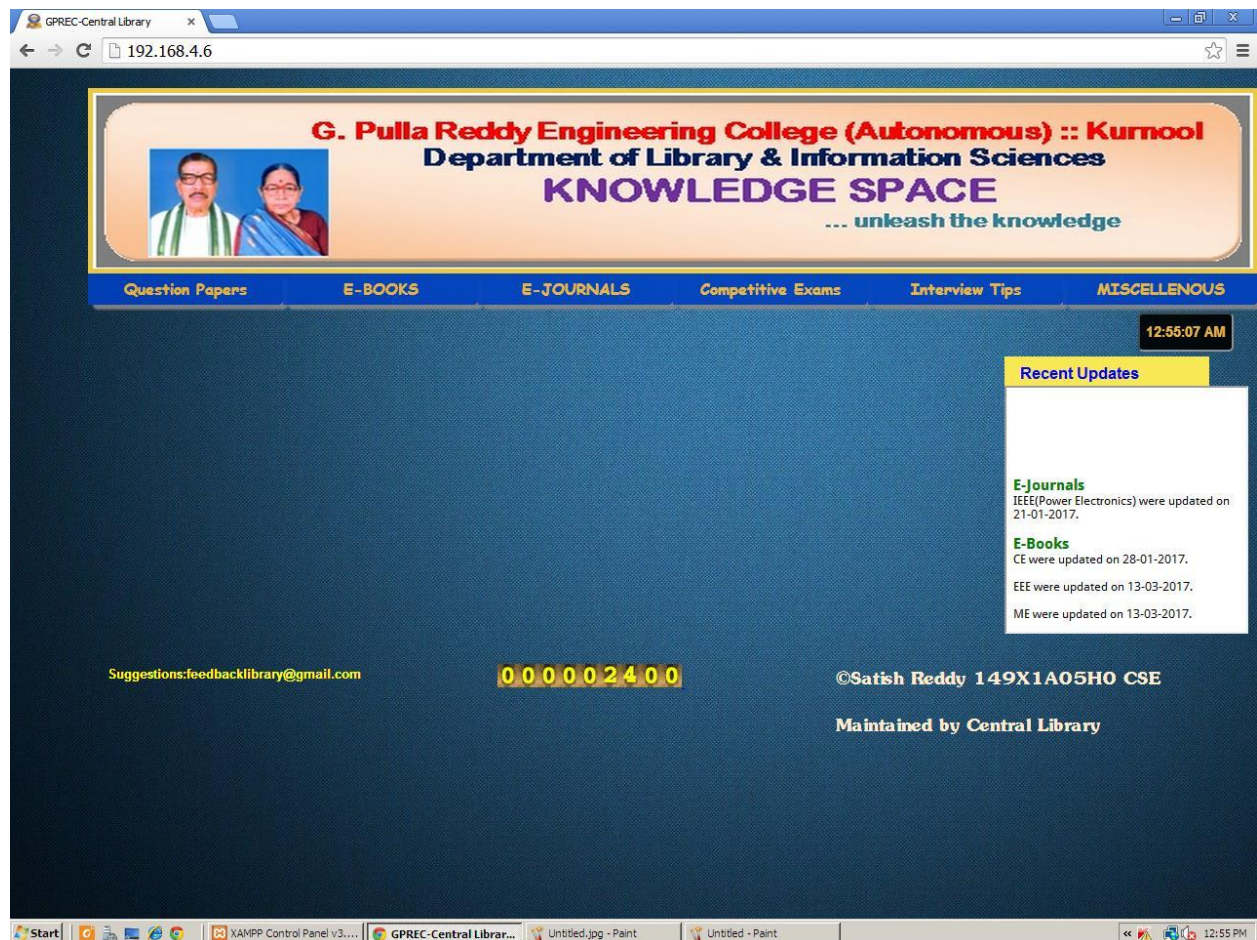 GPREC-Central Library
192.168.4.6
G. Pulla Reddy Engineering College (Autonomous) :: Kurnool
Department of Library & Information Sciences
KNOWLEDGE SPACE
... unleash the knowledge
Question Papers E-BOOKS E-JOURNALS Competitive Exams Interview Tips MISCELLENOUS
12:55:07 AM
Recent Updates
E-Journals
IEEE(Power Electronics) were updated on
21-01-2017.
E-Books
CE were updated on 28-01-2017.
EEE were updated on 13-03-2017.
ME were updated on 13-03-2017.
Suggestions:feedbacklibrary@gmail.com
000002400
©Satish Reddy 149X1A05H0 CSE
Maintained by Central Library
Start XAMPP Control Panel v3.... GPREC-Central Librar... Untitled.jpg - Paint Untitled - Paint 12:55 PM